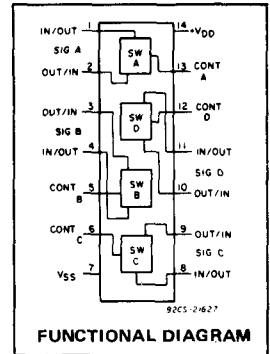 IN/OUT 1 14 +VDD
SIG A
OUT/IN 2 SW A 13 CONT A
OUT/IN 3 SW D 12 CONT D
SIG B
IN/OUT 4 11 IN/OUT
SIG D
CONT B 5 SW B 10 OUT/IN
CONT C 6 9 OUT/IN
SW C SIG C
VSS 7 8 IN/OUT
92CS-21627
FUNCTIONAL DIAGRAM